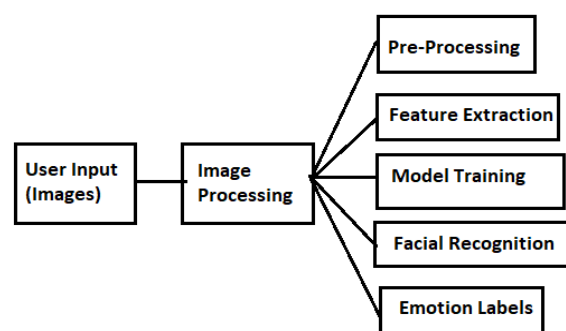 User Input
(Images)
Image
Processing
Pre-Processing
Feature Extraction
Model Training
Facial Recognition
Emotion Labels